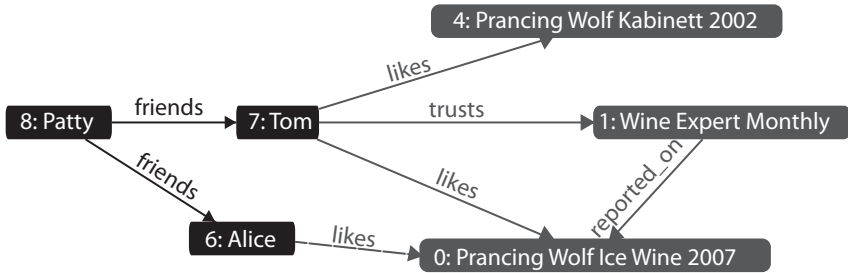 4: Prancing Wolf Kabinett 2002
likes
8: Patty
friends
7: Tom
trusts
1: Wine Expert Monthly
friends
likes
reported_on
6: Alice
likes
0: Prancing Wolf Ice Wine 2007